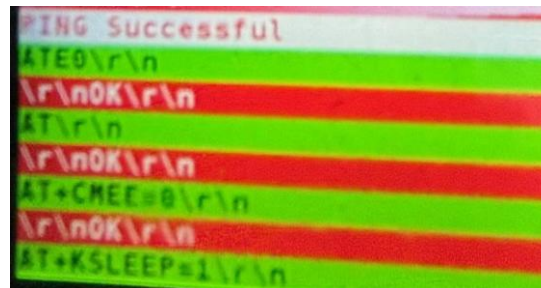 PING Successful
ATE0\r\n
\r\nOK\r\n
AT\r\n
\r\nOK\r\n
AT+CMEE=0\r\n
\r\nOK\r\n
AT+KSLEEP=1\r\n